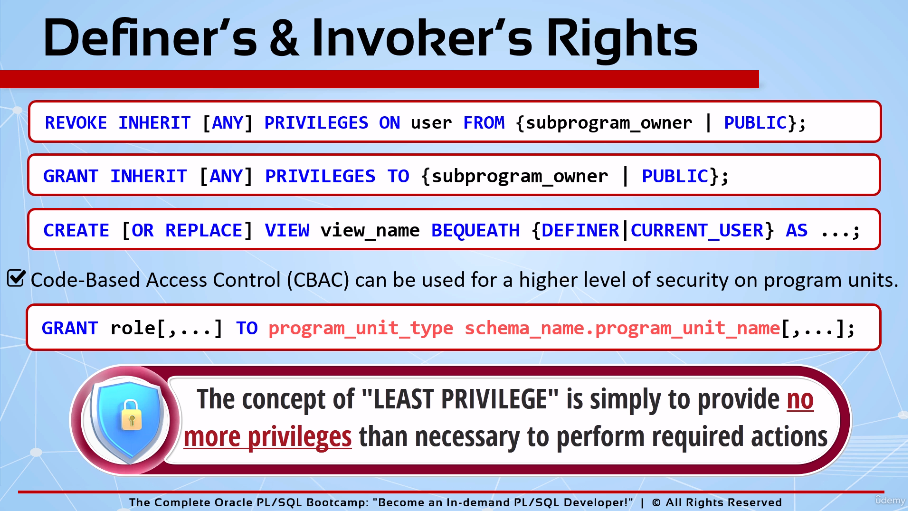 Definer's & Invoker's Rights
REVOKE INHERIT [ANY] PRIVILEGES ON user FROM {subprogram_owner | PUBLIC};
GRANT INHERIT [ANY] PRIVILEGES TO {subprogram_owner | PUBLIC};
CREATE [OR REPLACE] VIEW view_name BEQUEATH {DEFINER|CURRENT_USER} AS ...;
Code-Based Access Control (CBAC) can be used for a higher level of security on program units.
GRANT role[,...] TO program_unit_type schema_name.program_unit_name[,...];
The concept of "LEAST PRIVILEGE" is simply to provide no
more privileges than necessary to perform required actions
The Complete Oracle PL/SQL Bootcamp: "Become an In-demand PL/SQL Developer!" | © All Rights Reserved
udemy